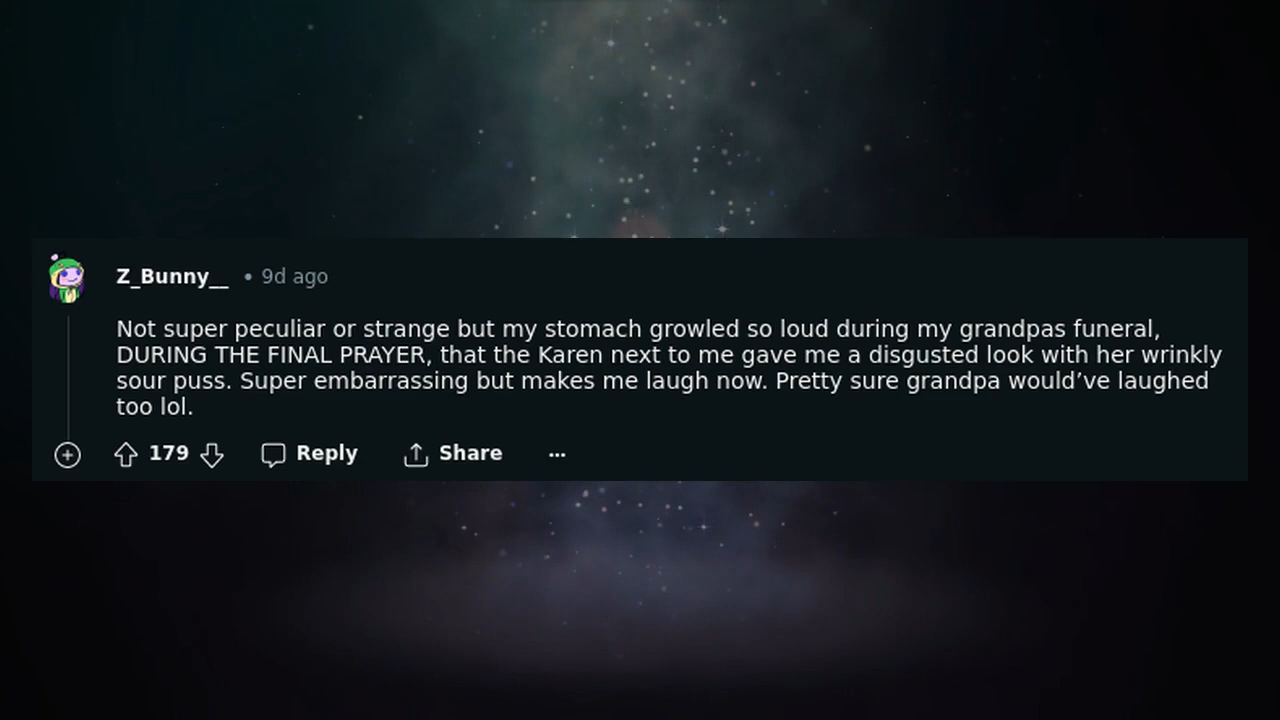 Z_Bunny__ • 9d ago
Not super peculiar or strange but my stomach growled so loud during my grandpas funeral,
DURING THE FINAL PRAYER, that the Karen next to me gave me a disgusted look with her wrinkly
sour puss. Super embarrassing but makes me laugh now. Pretty sure grandpa would’ve laughed
too lol.
179 Reply Share ...